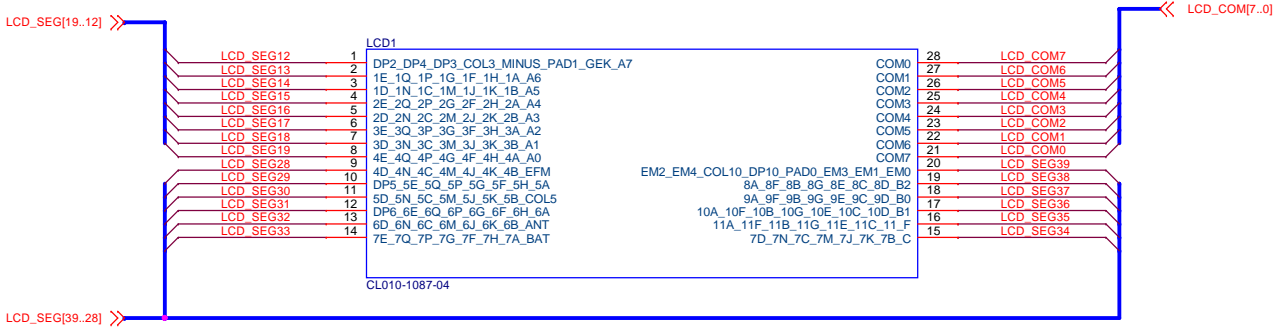 LCD_COM[7..0]
LCD_SEG[19..12]
LCD1
LCD_SEG12 1 DP2_DP4_DP3_COL3_MINUS_PAD1_GEK_A7 COM0 28 LCD_COM7
LCD_SEG13 2 1E_1Q_1P_1G_1F_1H_1A_A6 COM1 27 LCD_COM6
LCD_SEG14 3 1D_1N_1C_1M_1J_1K_1B_A5 COM2 26 LCD_COM5
LCD_SEG15 4 2E_2Q_2P_2G_2F_2H_2A_A4 COM3 25 LCD_COM4
LCD_SEG16 5 2D_2N_2C_2M_2J_2K_2B_A3 COM4 24 LCD_COM3
LCD_SEG17 6 3E_3Q_3P_3G_3F_3H_3A_A2 COM5 23 LCD_COM2
LCD_SEG18 7 3D_3N_3C_3M_3J_3K_3B_A1 COM6 22 LCD_COM1
LCD_SEG19 8 4E_4Q_4P_4G_4F_4H_4A_A0 COM7 21 LCD_COM0
LCD_SEG28 9 4D_4N_4C_4M_4J_4K_4B_EFM EM2_EM4_COL10_DP10_PAD0_EM3_EM1_EM0 20 LCD_SEG39
LCD_SEG29 10 DP5_5E_5Q_5P_5G_5F_5H_5A 8A_8F_8B_8G_8E_8C_8D_B2 19 LCD_SEG38
LCD_SEG30 11 5D_5N_5C_5M_5J_5K_5B_COL5 9A_9F_9B_9G_9E_9C_9D_B0 18 LCD_SEG37
LCD_SEG31 12 DP6_6E_6Q_6P_6G_6F_6H_6A 10A_10F_10B_10G_10E_10C_10D_B1 17 LCD_SEG36
LCD_SEG32 13 6D_6N_6C_6M_6J_6K_6B_ANT 11A_11F_11B_11G_11E_11C_11_F 16 LCD_SEG35
LCD_SEG33 14 7E_7Q_7P_7G_7F_7H_7A_BAT 7D_7N_7C_7M_7J_7K_7B_C 15 LCD_SEG34
CL010-1087-04
LCD_SEG[39..28]